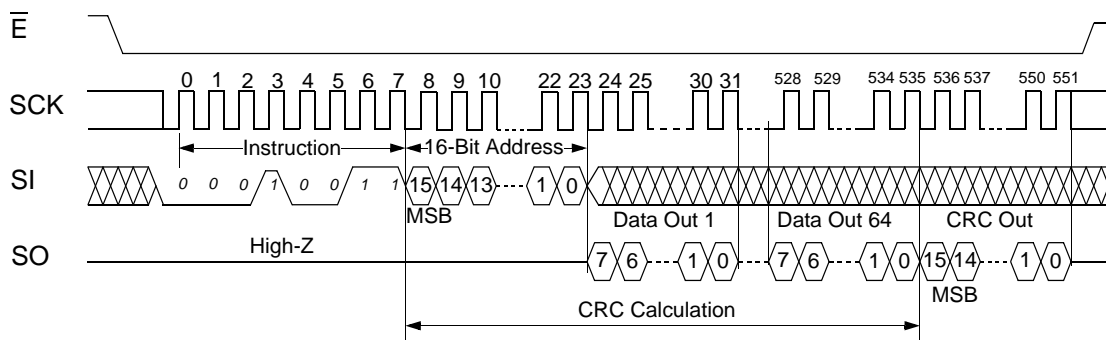 E
SCK
0 1 2 3 4 5 6 7 8 9 10 22 23 24 25 30 31 528 529 534 535 536 537 550 551
Instruction 16-Bit Address
SI
0 0 0 1 0 0 1 1 15 14 13 1 0
MSB Data Out 1 Data Out 64 CRC Out
High-Z
SO
7 6 1 0 7 6 1 0 15 14 1 0
MSB
CRC Calculation